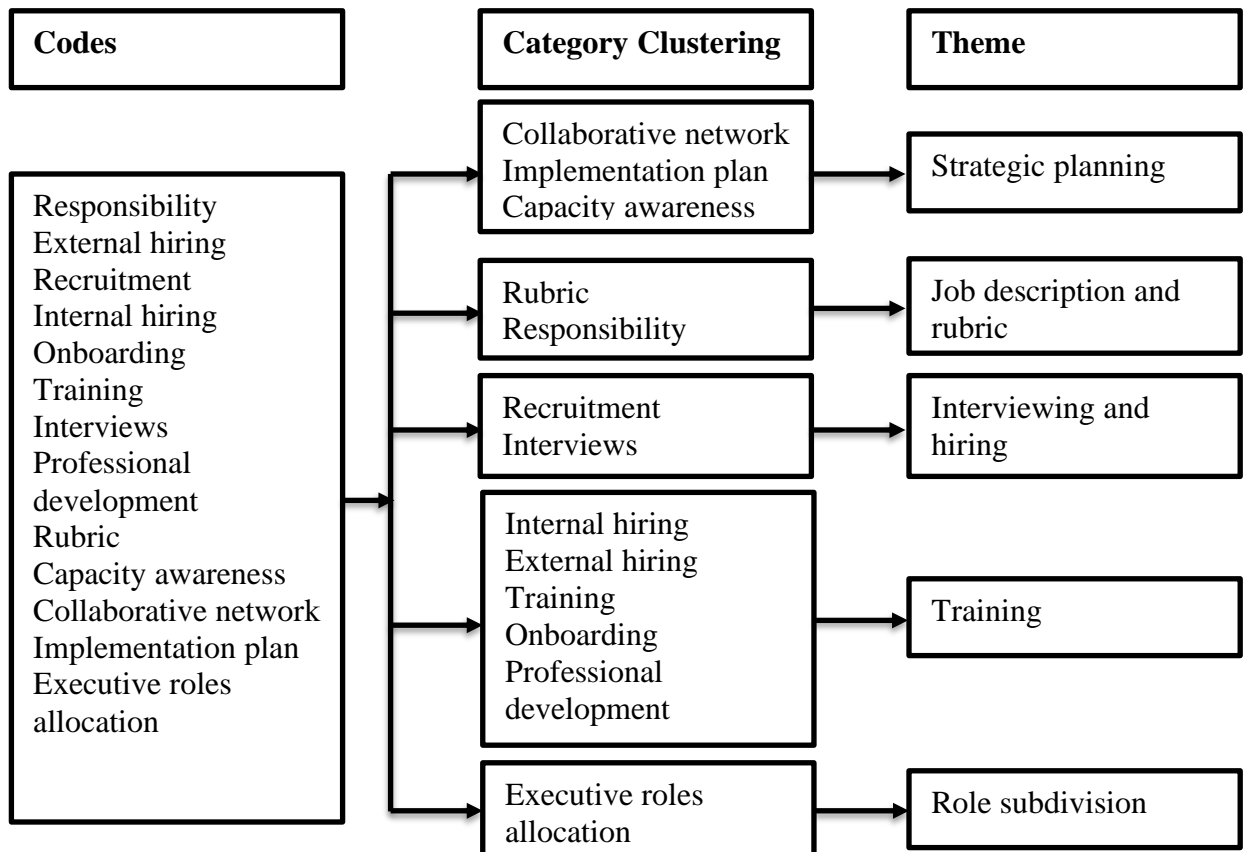 Codes
Category Clustering
Theme
Responsibility
External hiring
Recruitment
Internal hiring
Onboarding
Training
Interviews
Professional
development
Rubric
Capacity awareness
Collaborative network
Implementation plan
Executive roles
allocation
Collaborative network
Implementation plan
Capacity awareness
Strategic planning
Rubric
Responsibility
Job description and
rubric
Recruitment
Interviews
Interviewing and
hiring
Internal hiring
External hiring
Training
Onboarding
Professional
development
Training
Executive roles
allocation
Role subdivision